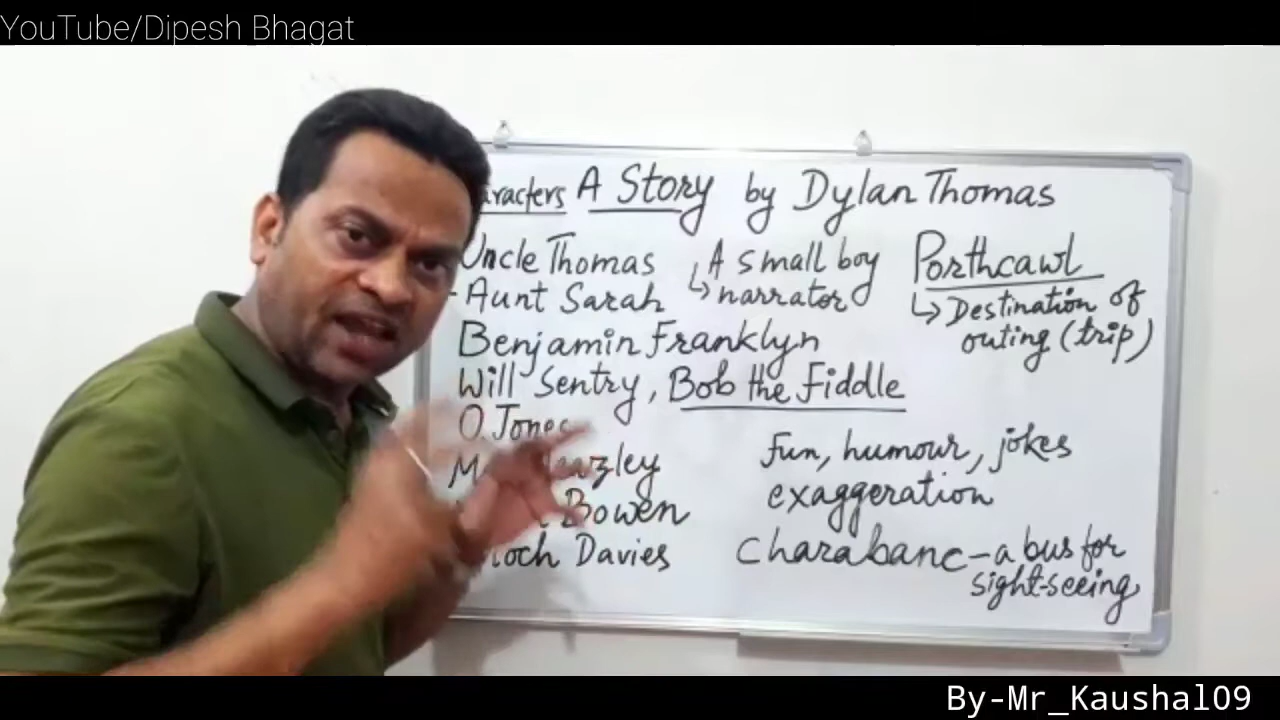 YouTube/Dipesh Bhagat
aracters A Story by Dylan Thomas
Uncle Thomas
- Aunt Sarah
A small boy
↳ narrator
Porthcawl
↳ Destination of
outing (trip)
Benjamin Franklyn
Will Sentry, Bob the Fiddle
O. Jones
Fun, humour, jokes
exaggeration
Bowen
Davies
Charabanc - a bus for
sight-seeing
By-Mr_Kaushal09